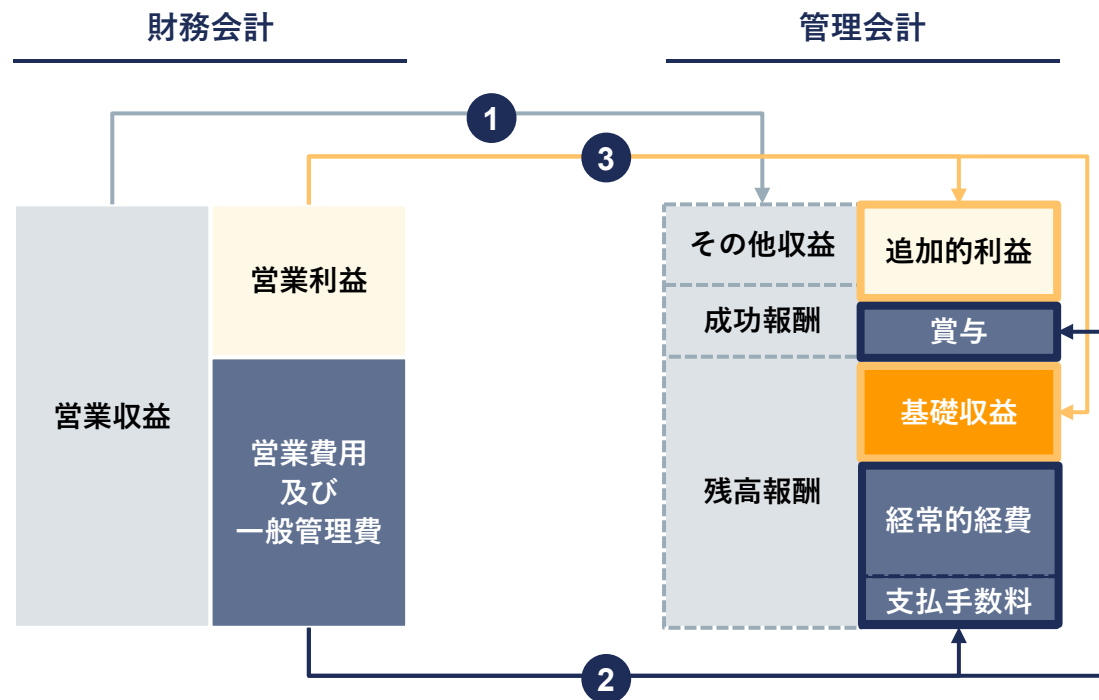 財務会計
管理会計
1
3
営業収益
営業利益
営業費用
及び
一般管理費
その他収益
成功報酬
残高報酬
追加的利益
賞与
基礎収益
経常的経費
支払手数料
2